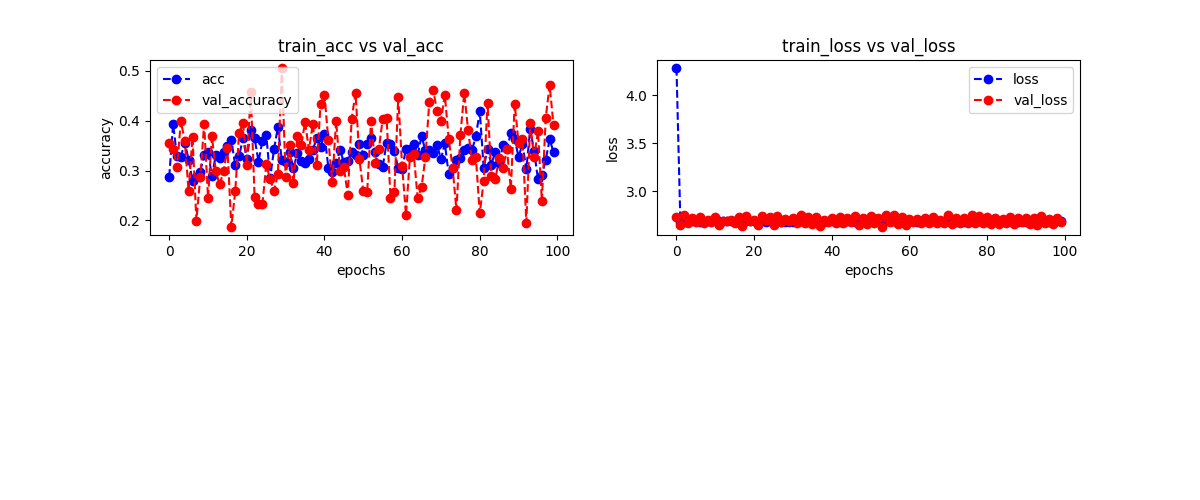 train_acc vs val_acc
acc
val_accuracy
accuracy
0.5
0.4
0.3
0.2
0 20 40 60 80 100
epochs
train_loss vs val_loss
loss
val_loss
loss
4.0
3.5
3.0
0 20 40 60 80 100
epochs